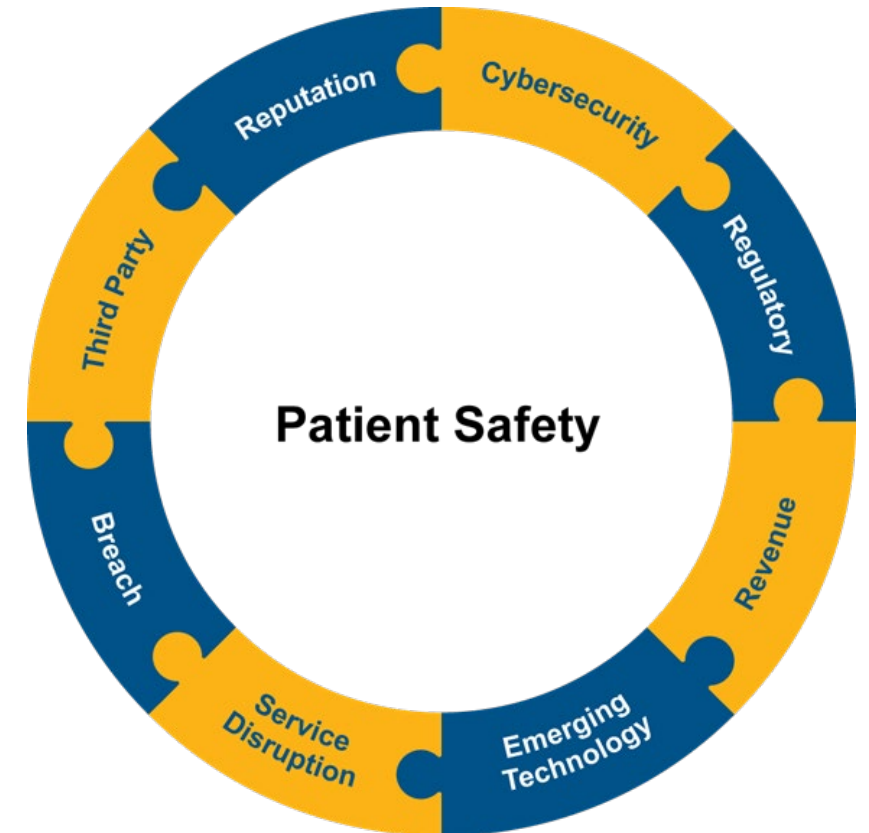 Cybersecurity
Regulatory
Revenue
Emerging
Technology
Service
Disruption
Breach
Third Party
Reputation
Patient Safety